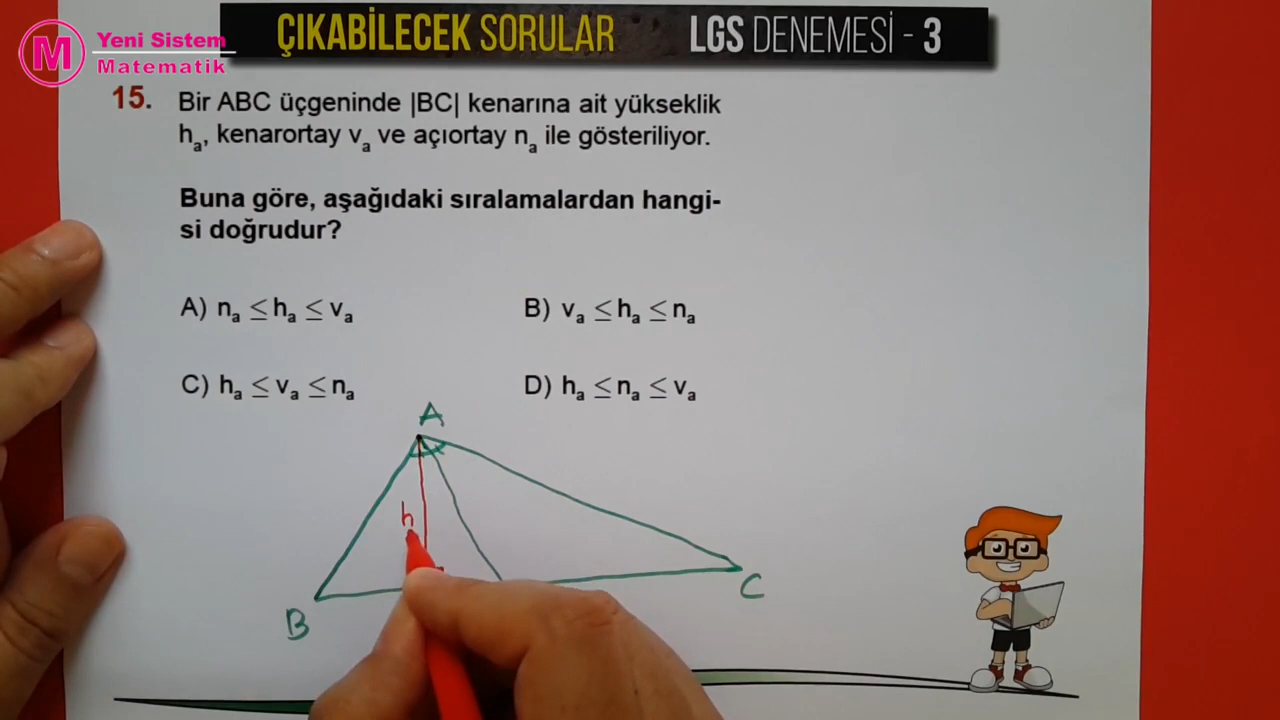 ÇIKABİLECEK SORULAR LGS DENEMESİ - 3
M Yeni Sistem
Matematik
15. Bir ABC üçgeninde |BC| kenarına ait yükseklik
hₐ, kenarortay vₐ ve açıortay nₐ ile gösteriliyor.
Buna göre, aşağıdaki sıralamalardan hangi-
si doğrudur?
A) nₐ ≤ hₐ ≤ vₐ B) vₐ ≤ hₐ ≤ nₐ
C) hₐ ≤ vₐ ≤ nₐ D) hₐ ≤ nₐ ≤ vₐ
A
h
B
C